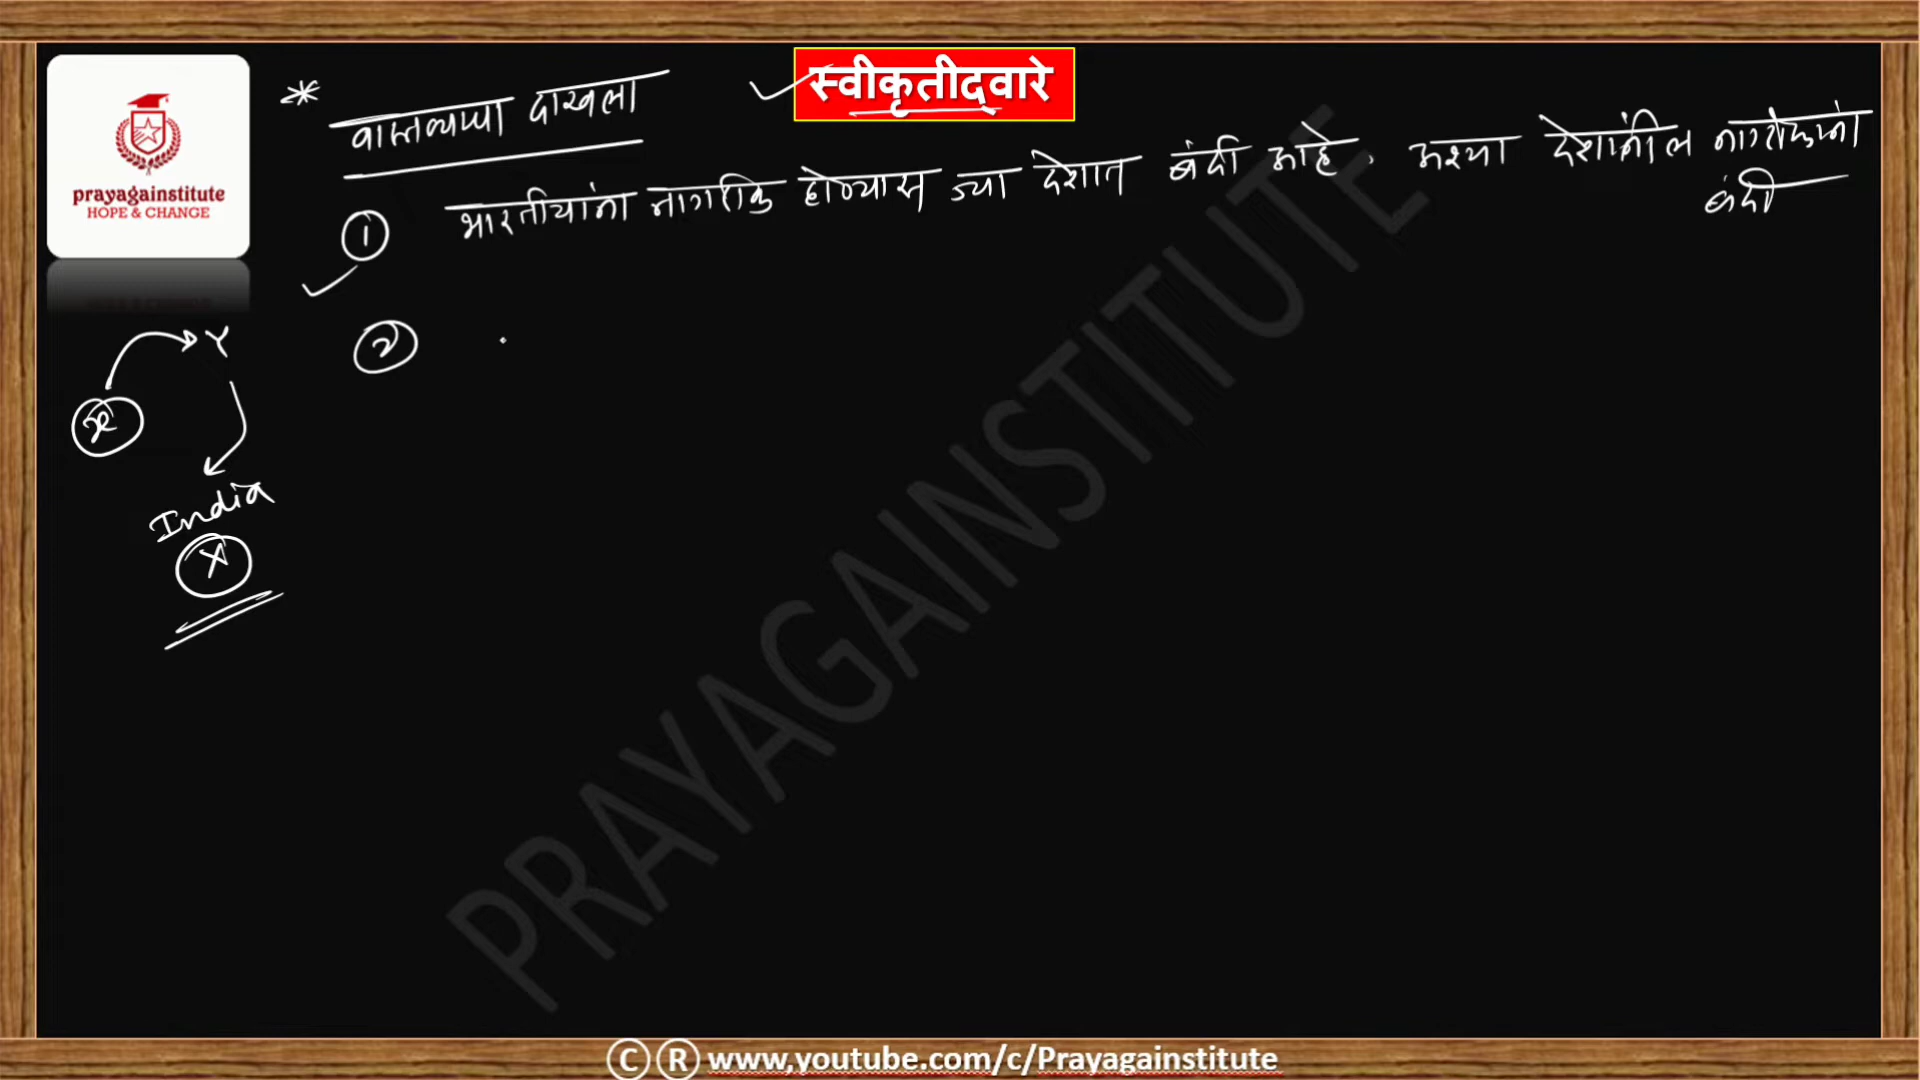 prayagainstitute
HOPE & CHANGE
स्वीकृतीद्वारे
* वास्तव्याचा दाखला
① भारतीयांना नागरिक होण्यास ज्या देशात बंदी आहे. अश्या देशांतील नागरीकांना
बंदी
②
Y
x
India
X
PRAYAGAINSTITUTE
© ® www.youtube.com/c/Prayagainstitute